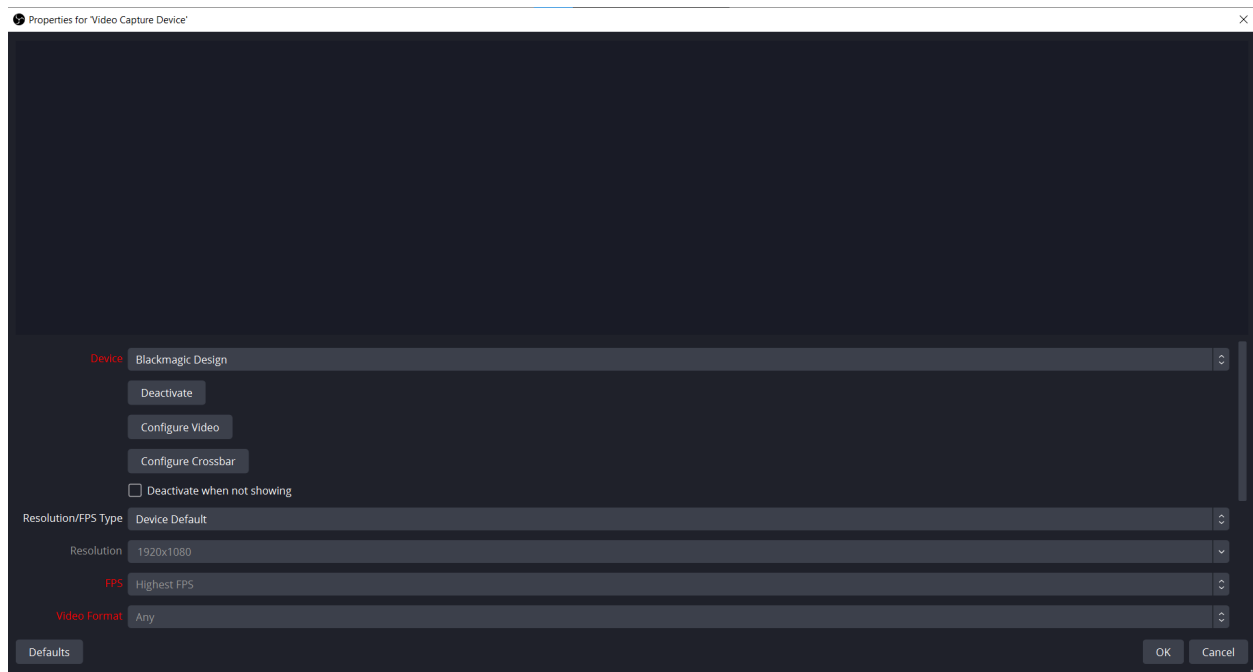 Properties for 'Video Capture Device'
Device Blackmagic Design
Deactivate
Configure Video
Configure Crossbar
Deactivate when not showing
Resolution/FPS Type Device Default
Resolution 1920x1080
FPS Highest FPS
Video Format Any
Defaults OK Cancel